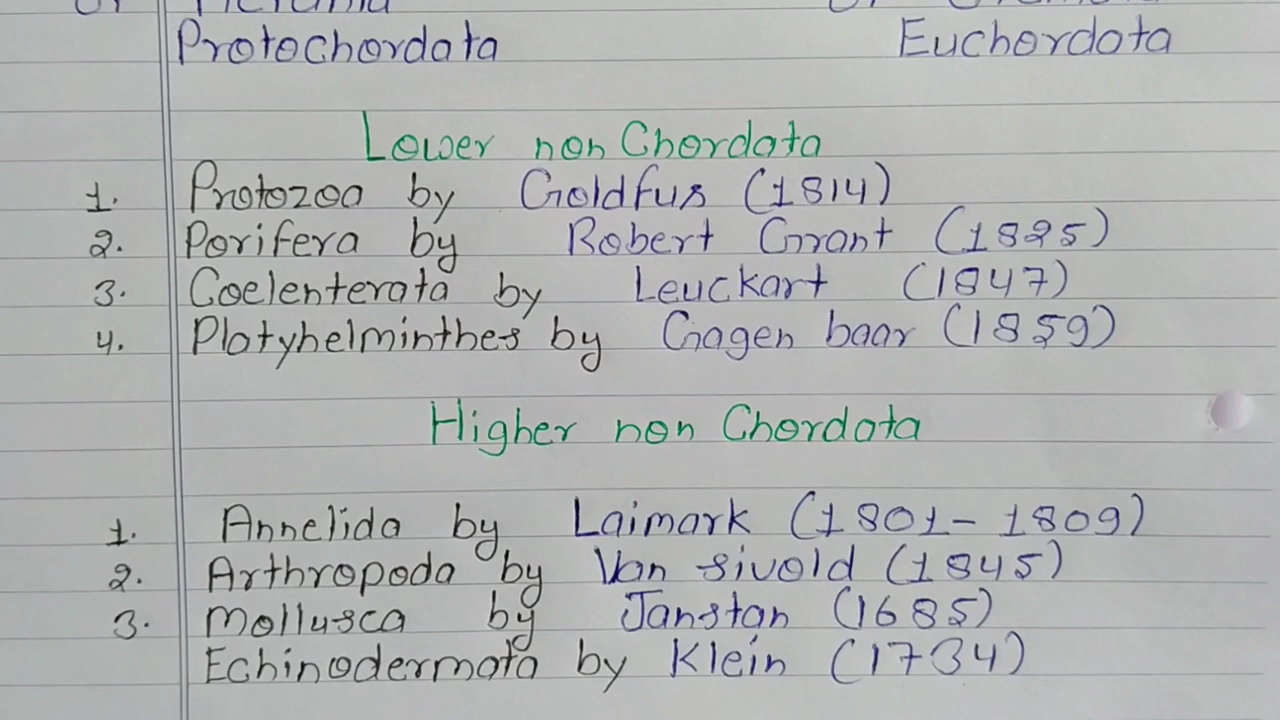 Protochordata Euchordata
Lower non Chordata
1. Protozoa by Goldfus (1814)
2. Porifera by Robert Grant (1825)
3. Coelenterata by Leuckart (1847)
4. Platyhelminthes by Gagen baar (1859)
Higher non Chordata
1. Annelida by Laimark (1801-1809)
2. Arthropoda by Van sivold (1845)
3. Mollusca by Janstan (1685)
Echinodermata by Klein (1734)